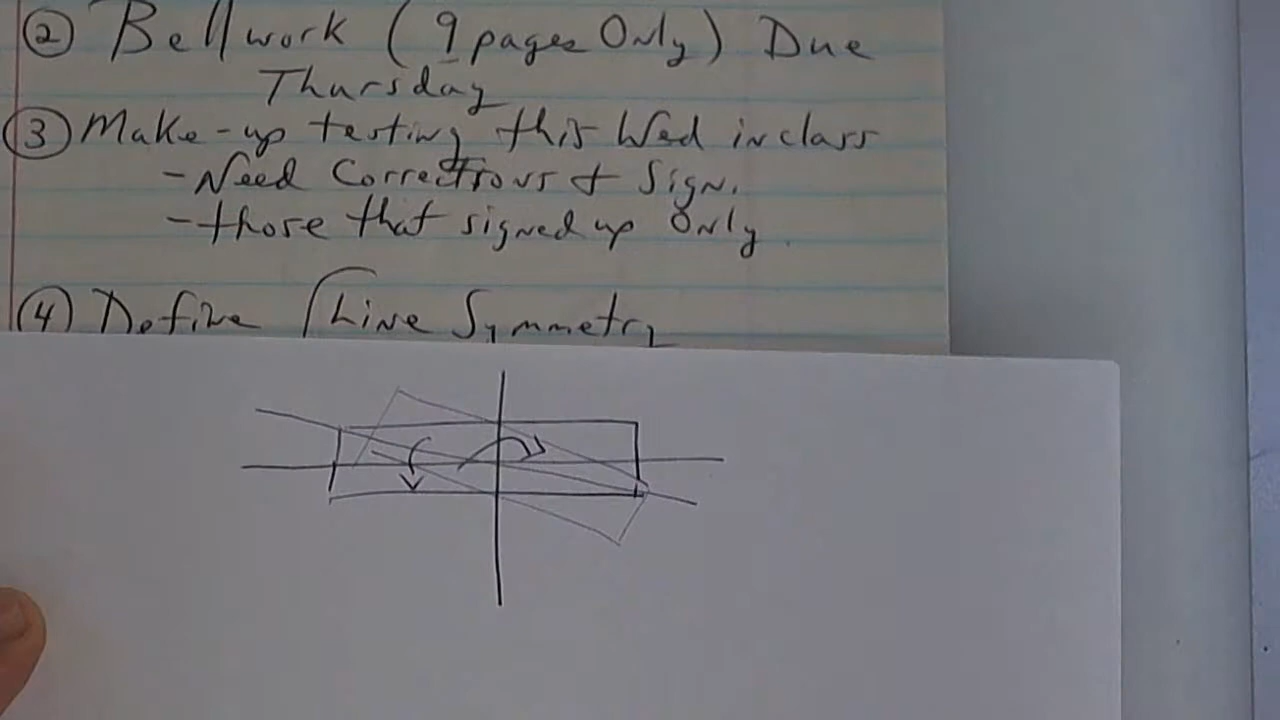 ② Bellwork (9 pages Only) Due
Thursday
③ Make-up testing this Wed in class
- Need Corrections + Sign.
- those that signed up Only.
④ Define Line Symmetry